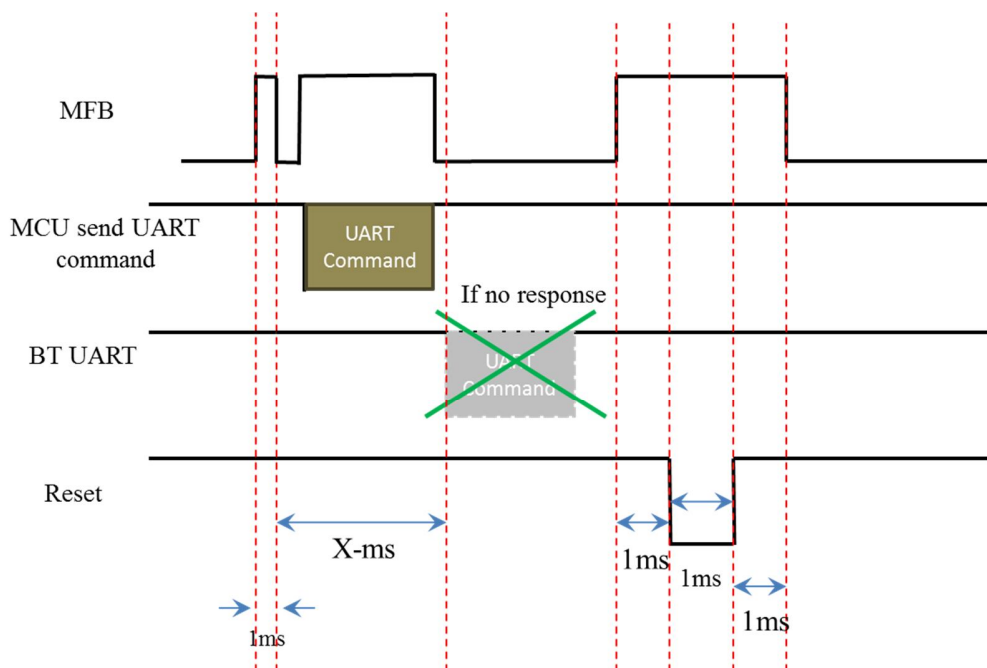 MFB
MCU send UART
command
UART
Command
If no response
BT UART
UART
Command
Reset
X-ms
1ms
1ms
1ms
1ms